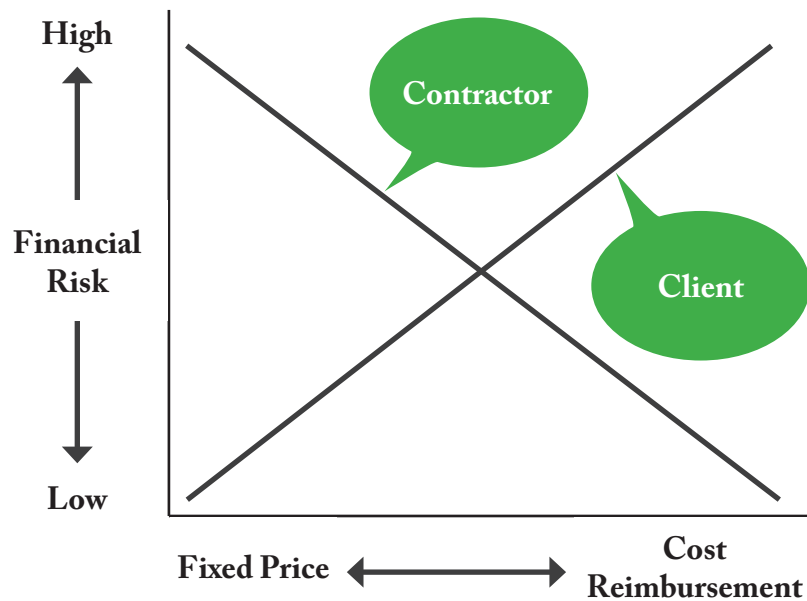 High
Contractor
Financial
Risk
Client
Low
Fixed Price
Cost
Reimbursement